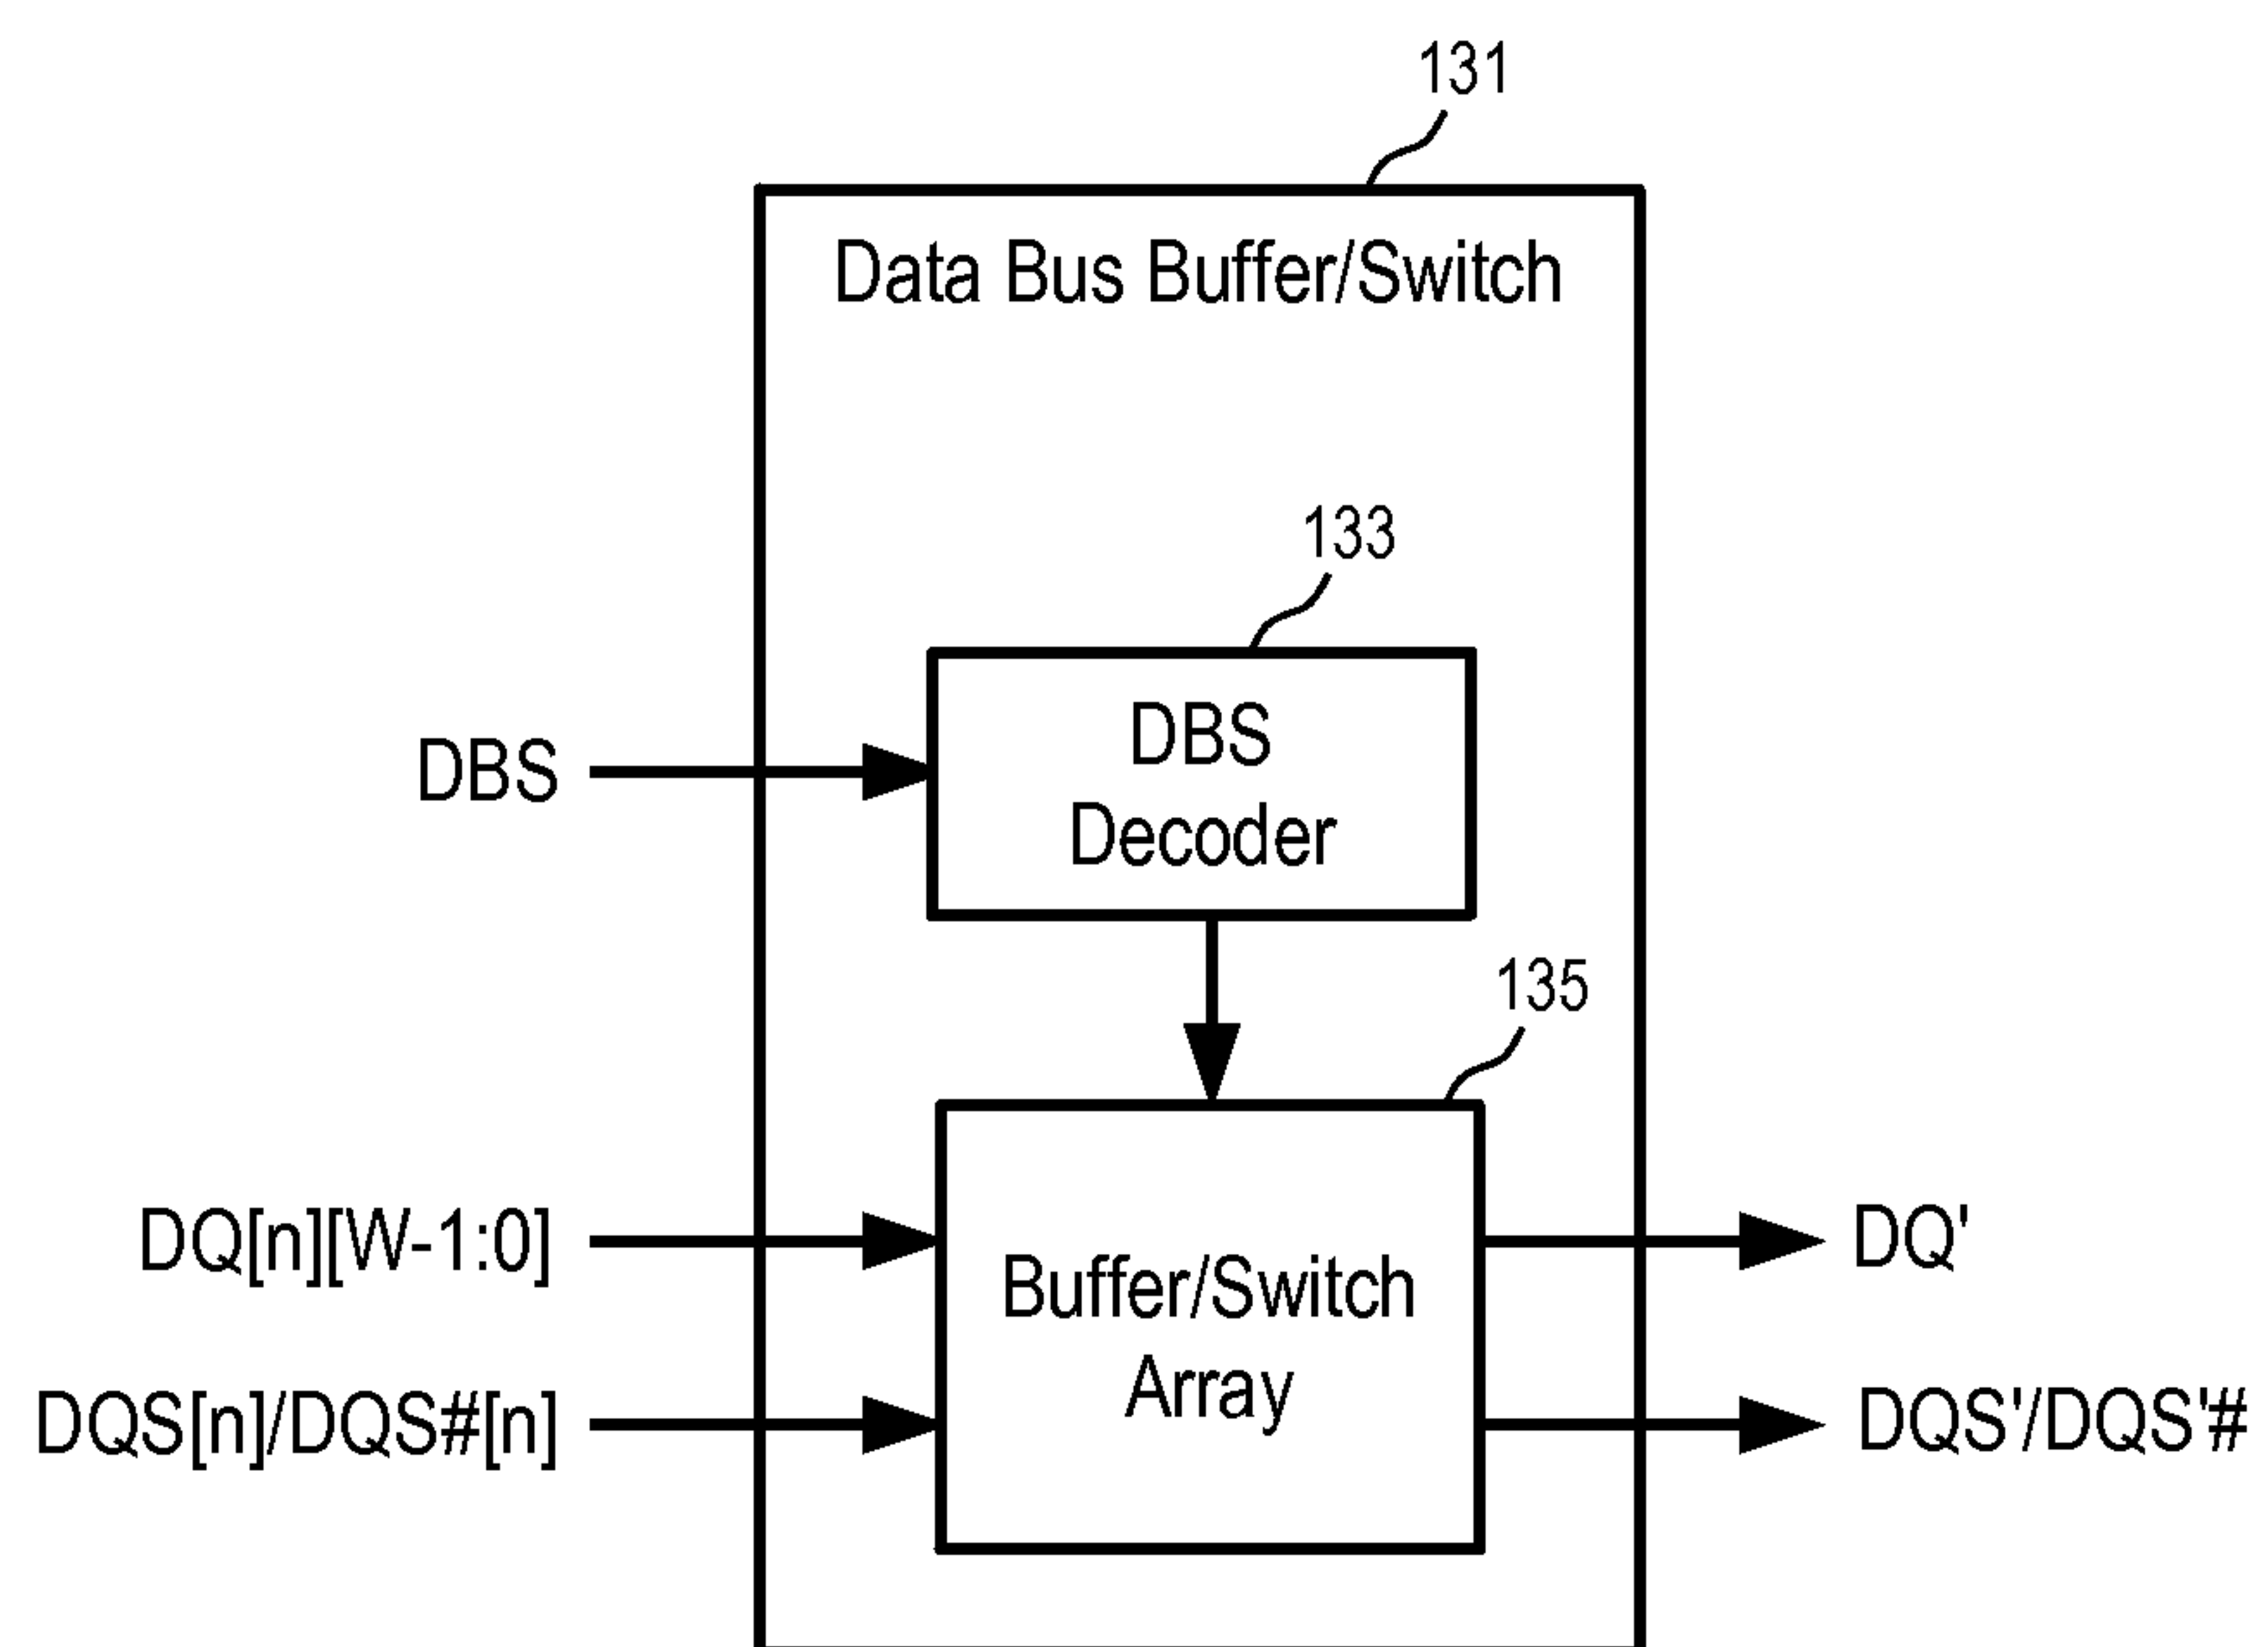 131
Data Bus Buffer/Switch
133
DBS
DBS
Decoder
135
DQ[n][W-1:0]
DQ'
Buffer/Switch
Array
DQS[n]/DQS#[n]
DQS'/DQS'#